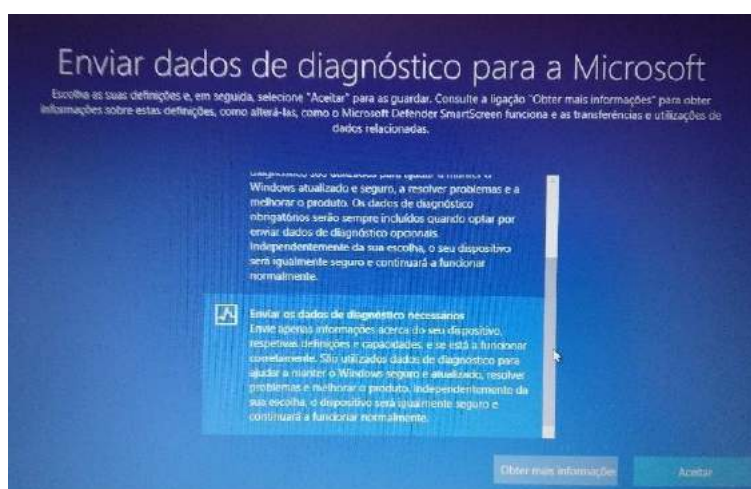 Enviar dados de diagnóstico para a Microsoft
Escolha as suas definições e, em seguida, selecione "Aceitar" para as guardar. Consulte a ligação "Obter mais informações" para obter
informações sobre estas definições, como alterá-las, como o Microsoft Defender SmartScreen funciona e as transferências e utilizações de
dados relacionadas.
diagnóstico são utilizados para ajudar a manter o
Windows atualizado e seguro, a resolver problemas e a
melhorar o produto. Os dados de diagnóstico
obrigatórios serão sempre incluídos quando optar por
enviar dados de diagnóstico opcionais.
Independentemente da sua escolha, o seu dispositivo
será igualmente seguro e continuará a funcionar
normalmente.
Enviar os dados de diagnóstico necessários
Envie apenas informações acerca do seu dispositivo,
respetivas definições e capacidades, e se está a funcionar
corretamente. São utilizados dados de diagnóstico para
ajudar a manter o Windows seguro e atualizado, resolver
problemas e melhorar o produto. Independentemente da
sua escolha, o dispositivo será igualmente seguro e
continuará a funcionar normalmente.
Obter mais informações
Aceitar